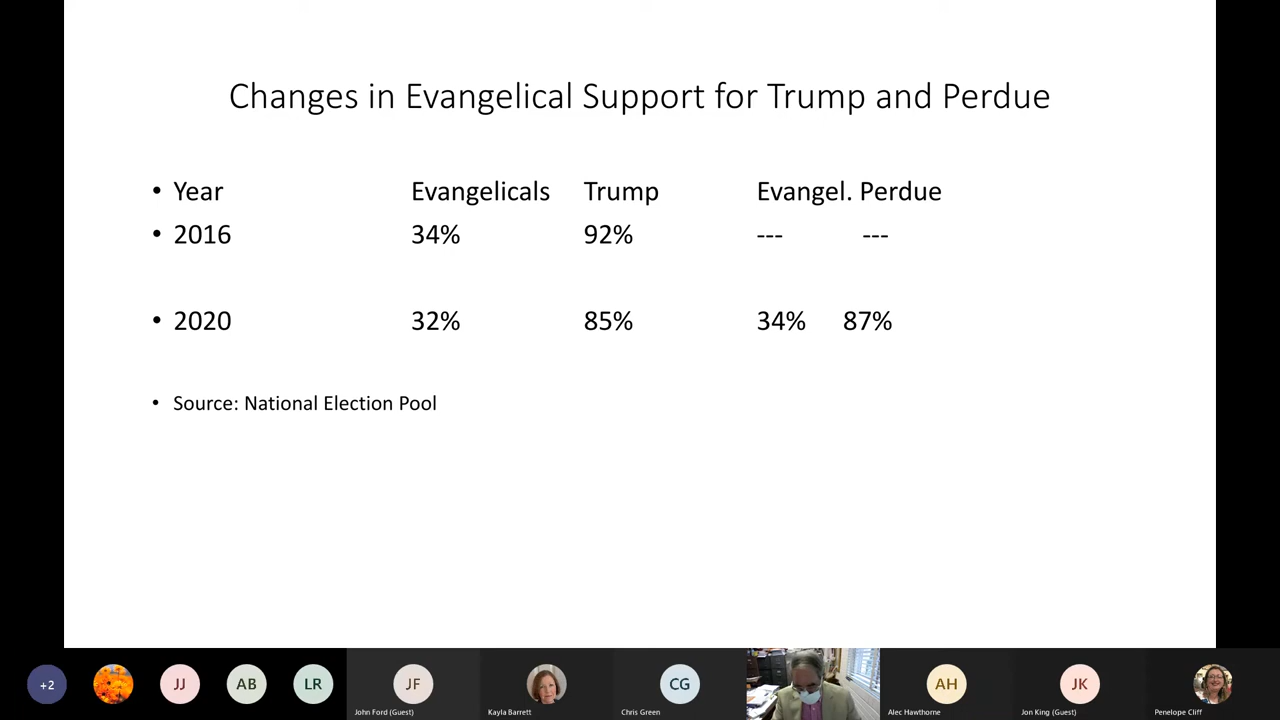 Changes in Evangelical Support for Trump and Perdue
• Year Evangelicals Trump Evangel. Perdue
• 2016 34% 92% --- ---
• 2020 32% 85% 34% 87%
• Source: National Election Pool
+2 JJ AB LR JF CG AH JK
John Ford (Guest) Kayla Barrett Chris Green Alec Hawthorne Jon King (Guest) Penelope Cliff